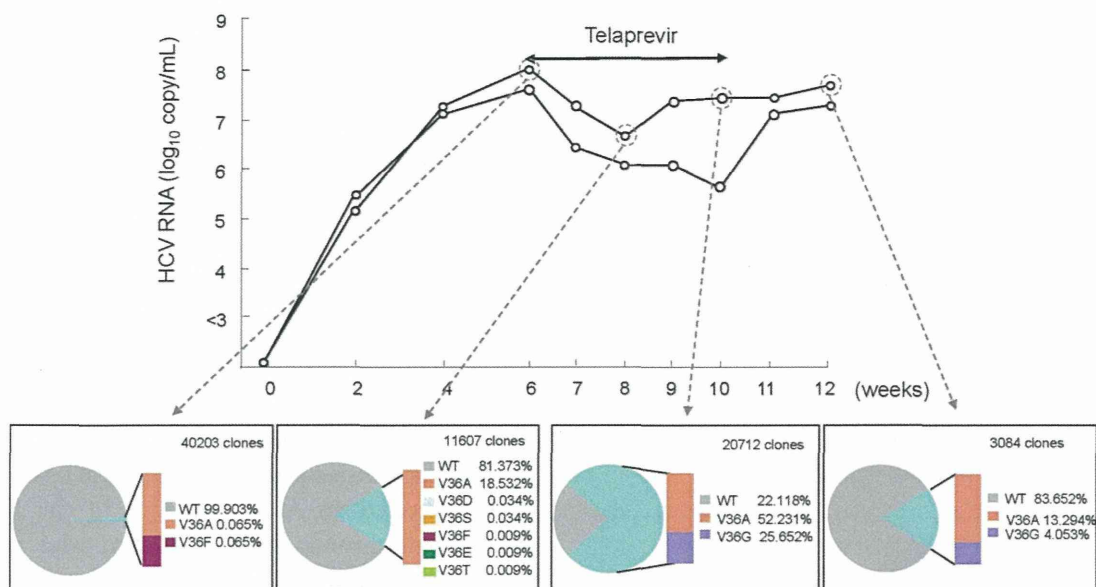 9
Telaprevir
8
7
6
5
4
<3
HCV RNA (log10 copy/mL)
0 2 4 6 7 8 9 10 11 12 (weeks)
40203 clones
WT 99.903%
V36A 0.065%
V36F 0.065%
11607 clones
WT 81.373%
V36A 18.532%
V36D 0.034%
V36S 0.034%
V36F 0.009%
V36E 0.009%
V36T 0.009%
20712 clones
WT 22.118%
V36A 52.231%
V36G 25.652%
3084 clones
WT 83.652%
V36A 13.294%
V36G 4.053%